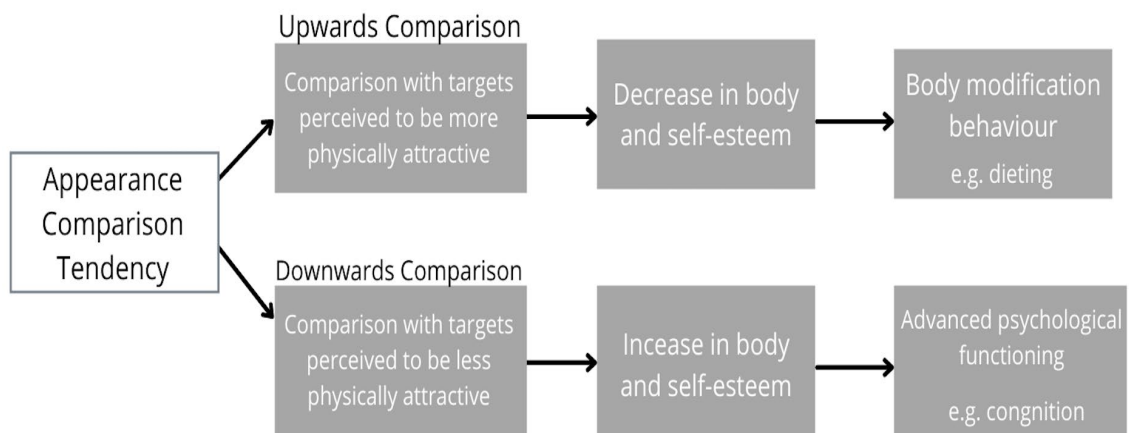 Upwards Comparison
Comparison with targets
perceived to be more
physically attractive
Decrease in body
and self-esteem
Body modification
behaviour
e.g. dieting
Appearance
Comparison
Tendency
Downwards Comparison
Comparison with targets
perceived to be less
physically attractive
Incease in body
and self-esteem
Advanced psychological
functioning
e.g. congnition